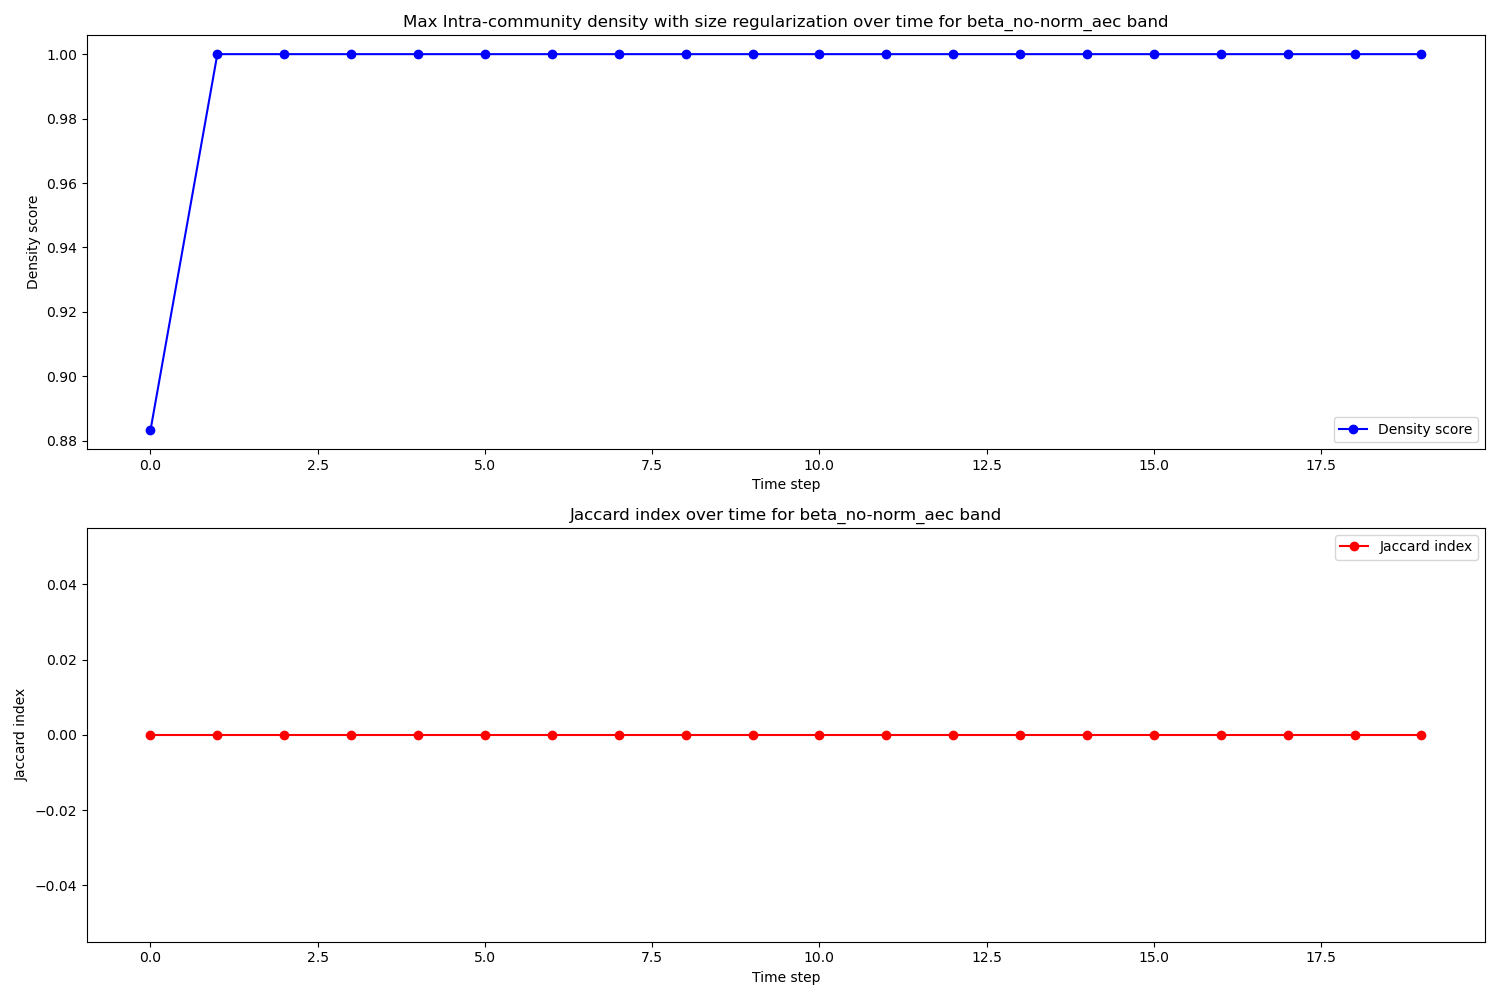 Max Intra-community density with size regularization over time for beta_no-norm_aec band
1.00
0.98
0.96
0.94
0.92
0.90
0.88
Density score
Density score
0.0 2.5 5.0 7.5 10.0 12.5 15.0 17.5
Time step
Jaccard index over time for beta_no-norm_aec band
Jaccard index
0.04
0.02
0.00
−0.02
−0.04
Jaccard index
0.0 2.5 5.0 7.5 10.0 12.5 15.0 17.5
Time step